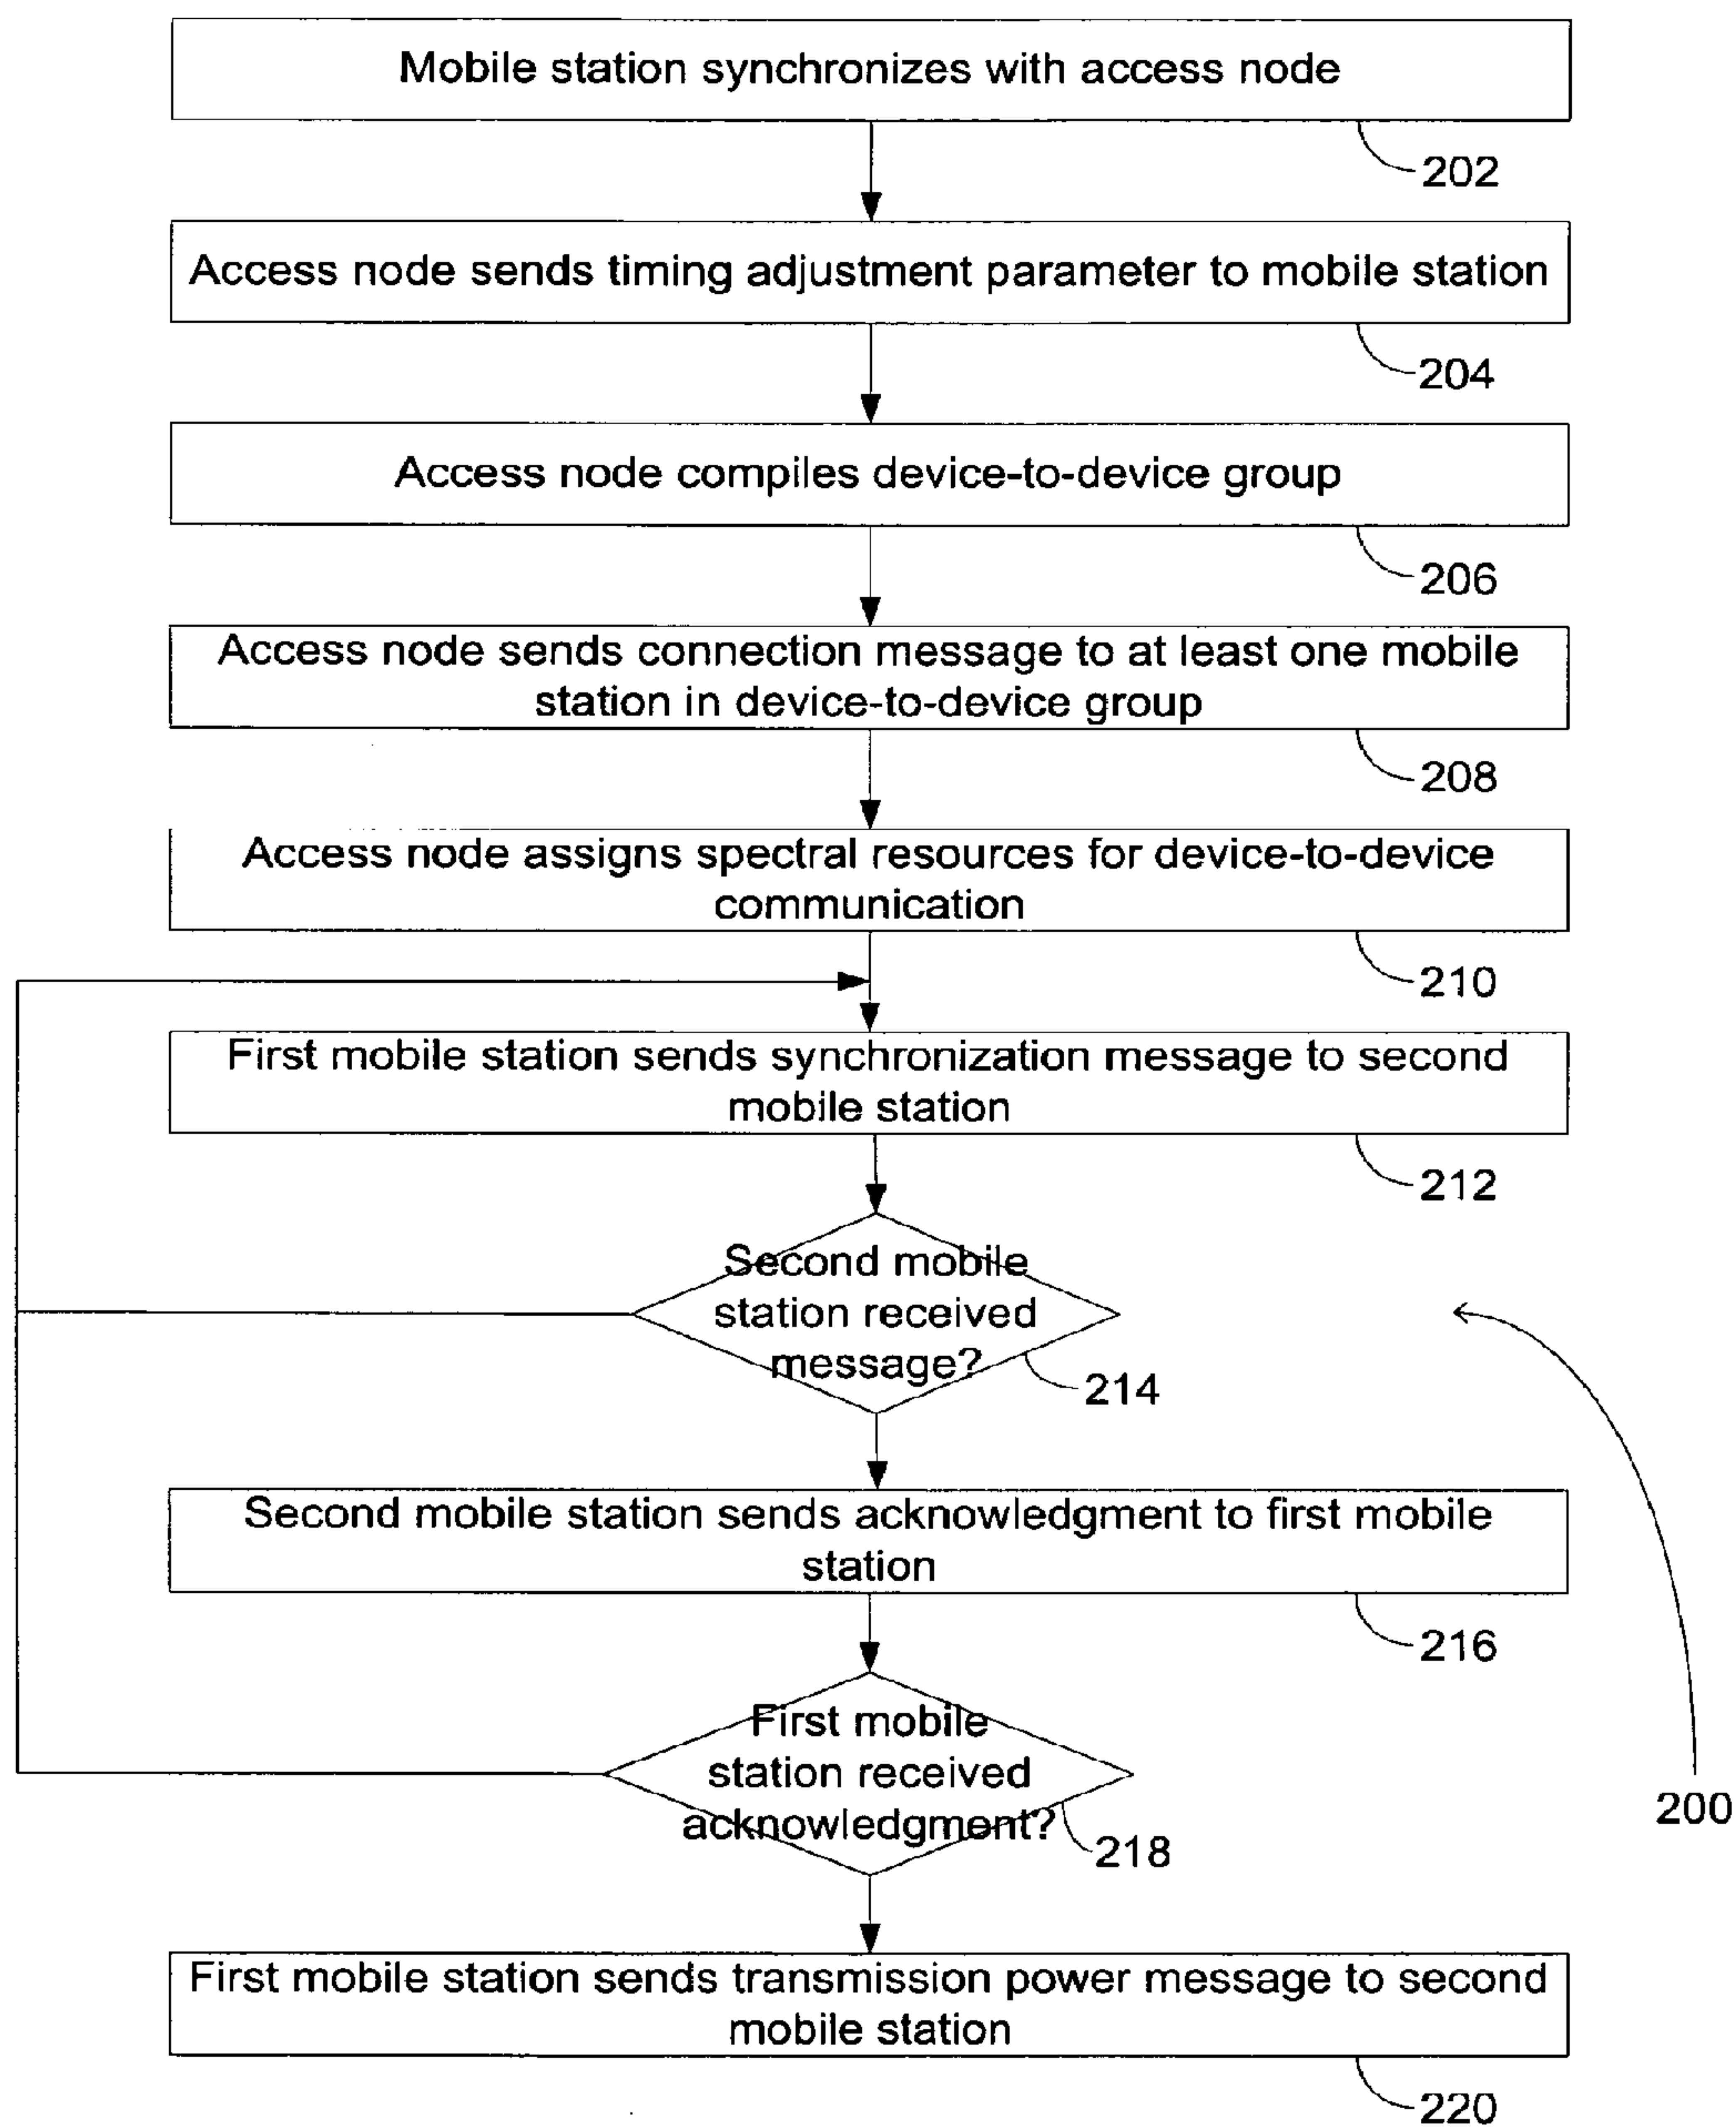 Mobile station synchronizes with access node
202
Access node sends timing adjustment parameter to mobile station
204
Access node compiles device-to-device group
206
Access node sends connection message to at least one mobile
station in device-to-device group
208
Access node assigns spectral resources for device-to-device
communication
210
First mobile station sends synchronization message to second
mobile station
212
Second mobile
station received
message?
214
Second mobile station sends acknowledgment to first mobile
station
216
First mobile
station received
acknowledgment?
218
200
First mobile station sends transmission power message to second
mobile station
220